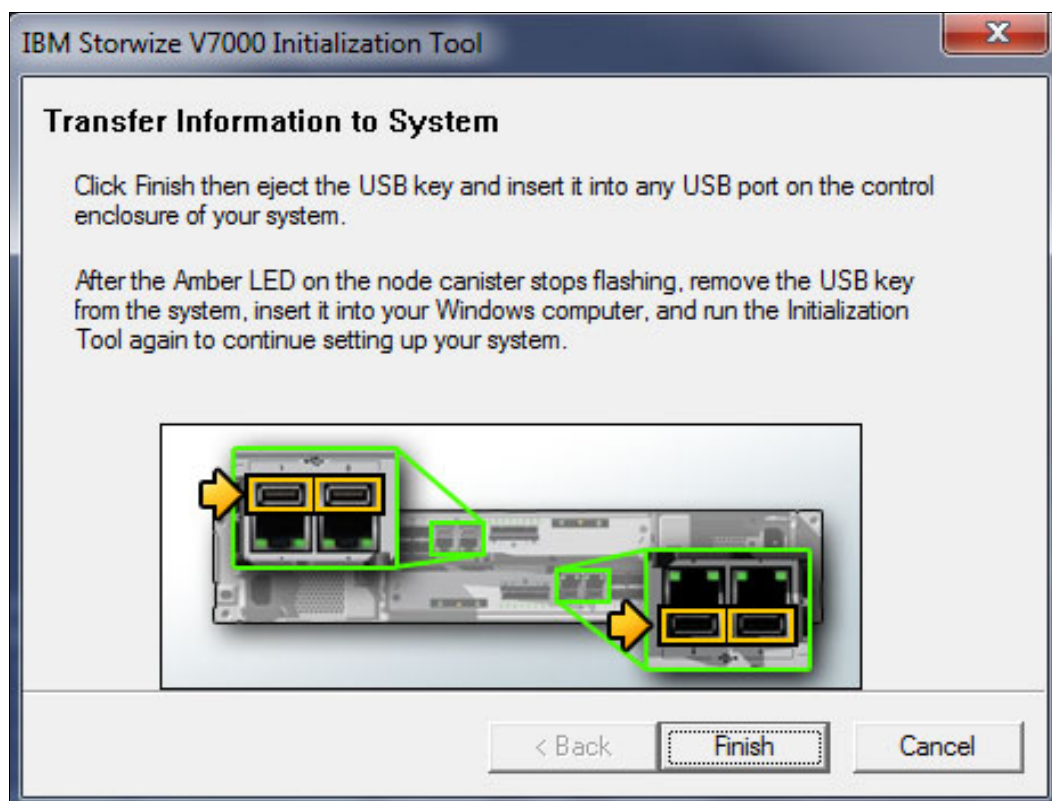 IBM Storwize V7000 Initialization Tool
Transfer Information to System
Click Finish then eject the USB key and insert it into any USB port on the control
enclosure of your system.
After the Amber LED on the node canister stops flashing, remove the USB key
from the system, insert it into your Windows computer, and run the Initialization
Tool again to continue setting up your system.
< Back
Finish
Cancel